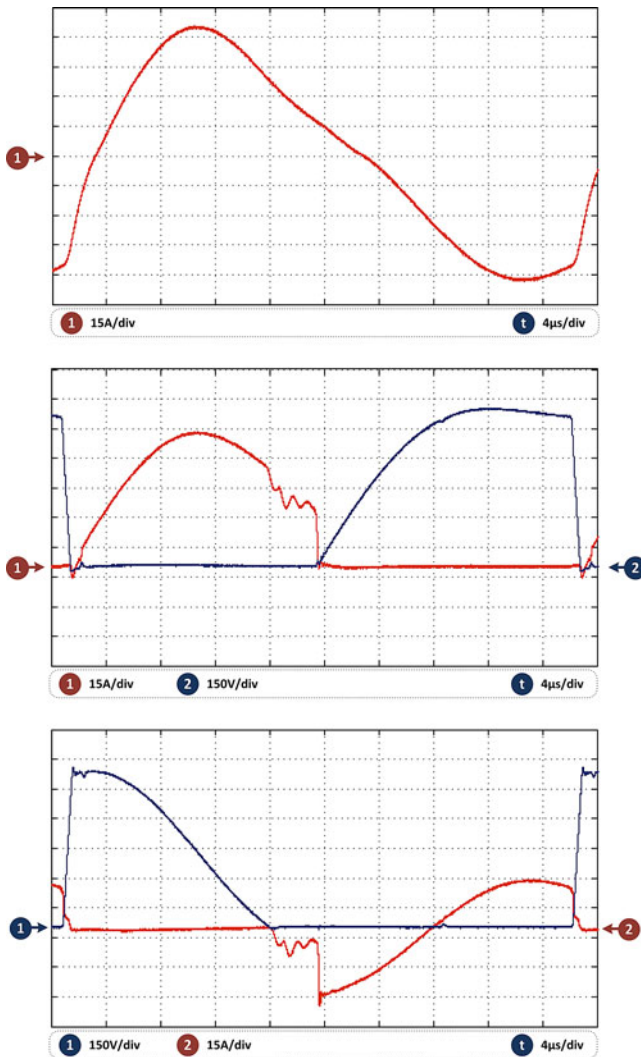 1
1 15A/div t 4μs/div
1 2
1 15A/div 2 150V/div t 4μs/div
1 2
1 150V/div 2 15A/div t 4μs/div